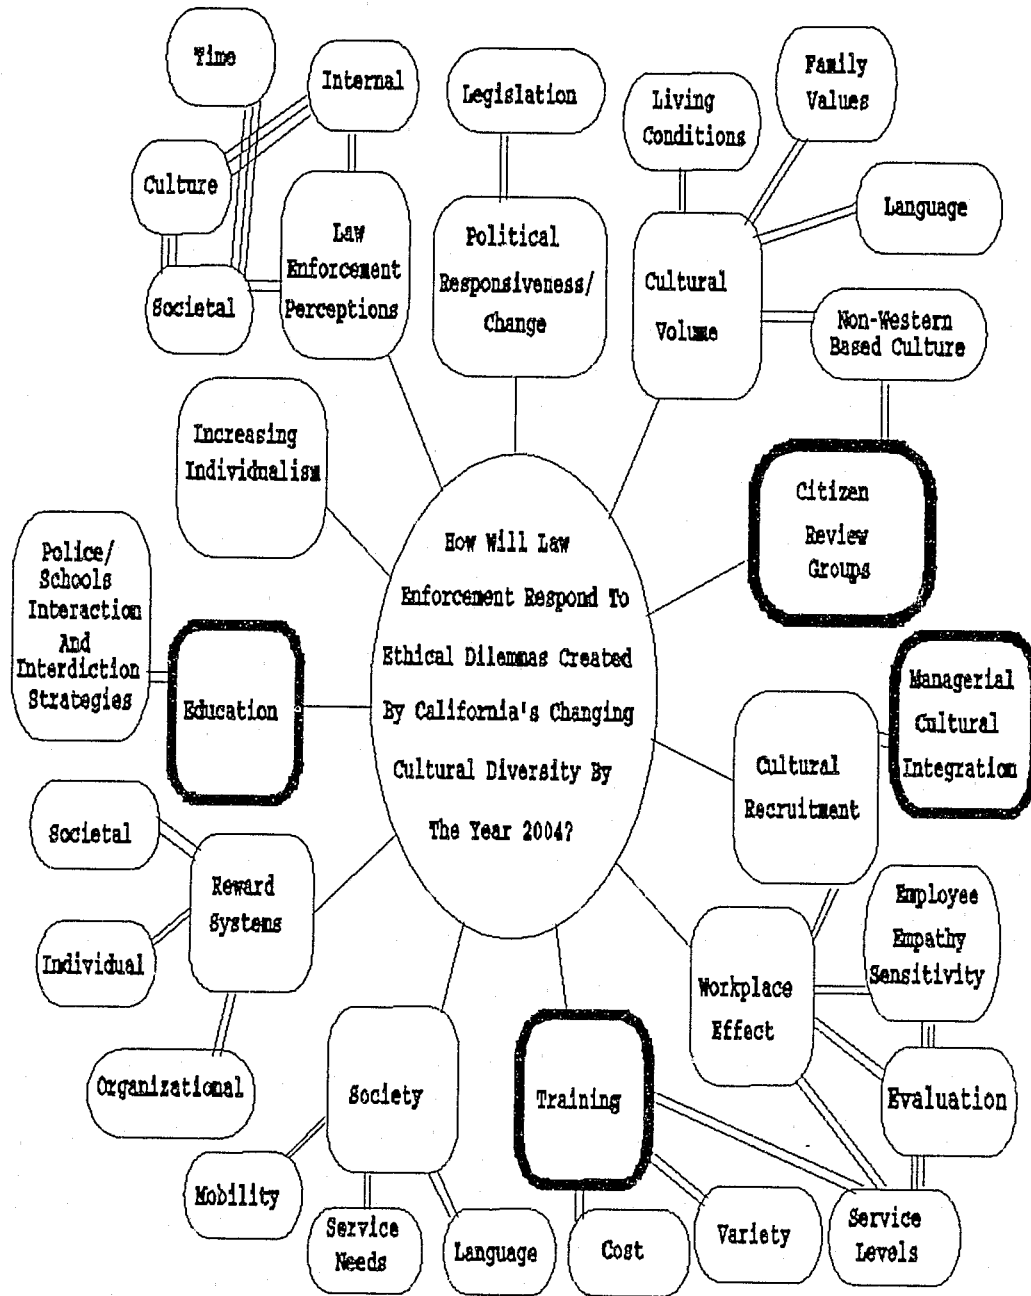 Time
Internal
Legislation
Living
Conditions
Family
Values
Culture
Language
Law
Enforcement
Perceptions
Political
Responsiveness/
Change
Cultural
Volume
Societal
Non-Western
Based Culture
Increasing
Individualism
Citizen
Review
Groups
Police/
Schools
Interaction
And
Interdiction
Strategies
Education
How Will Law
Enforcement Respond To
Ethical Dilemmas Created
By California's Changing
Cultural Diversity By
The Year 2004?
Managerial
Cultural
Integration
Cultural
Recruitment
Societal
Reward
Systems
Individual
Organizational
Employee
Empathy
Sensitivity
Workplace
Effect
Evaluation
Society
Training
Mobility
Service
Needs
Language
Cost
Variety
Service
Levels